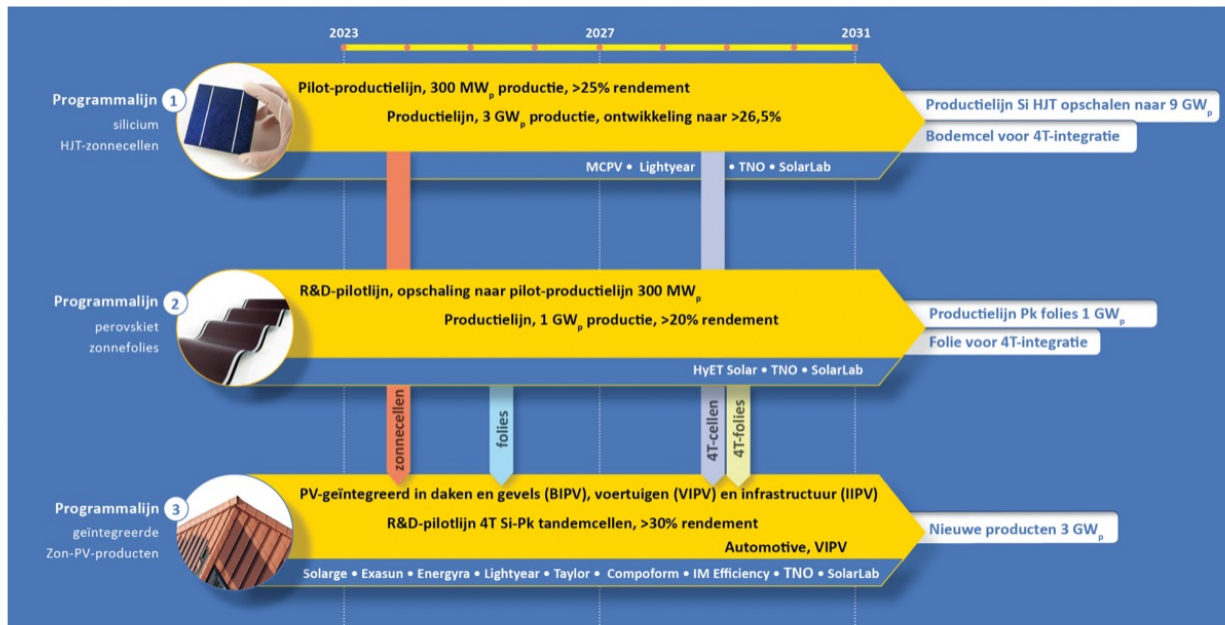 2023 2027 2031
Programmalijn 1
silicium
HJT-zonnecellen
Pilot-productielijn, 300 MWp productie, >25% rendement
Productielijn, 3 GWp productie, ontwikkeling naar >26,5%
MCPV • Lightyear • TNO • SolarLab
Productielijn Si HJT opschalen naar 9 GWp
Bodemcel voor 4T-integratie
Programmalijn 2
perovskiet
zonnefolies
R&D-pilotlijn, opschaling naar pilot-productielijn 300 MWp
Productielijn, 1 GWp productie, >20% rendement
HyET Solar • TNO • SolarLab
Productielijn Pk folies 1 GWp
Folie voor 4T-integratie
zonnecellen
folies
4T-cellen
4T-folies
Programmalijn 3
geïntegreerde
Zon-PV-producten
PV-geïntegreerd in daken en gevels (BIPV), voertuigen (VIPV) en infrastructuur (IIPV)
R&D-pilotlijn 4T Si-Pk tandemcellen, >30% rendement
Automotive, VIPV
Solarge • Exasun • Energyra • Lightyear • Taylor • Compoform • IM Efficiency • TNO • SolarLab
Nieuwe producten 3 GWp